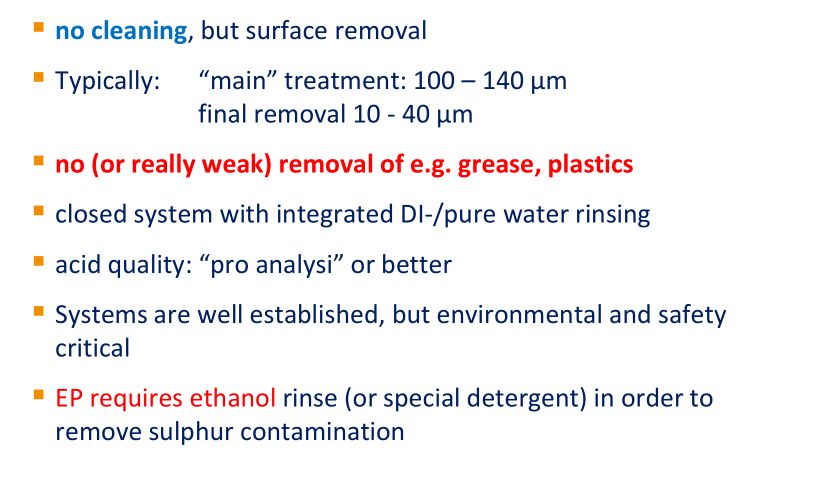 no cleaning, but surface removal
Typically: “main” treatment: 100 – 140 μm
final removal 10 - 40 μm
no (or really weak) removal of e.g. grease, plastics
closed system with integrated DI-/pure water rinsing
acid quality: “pro analysi” or better
Systems are well established, but environmental and safety
critical
EP requires ethanol rinse (or special detergent) in order to
remove sulphur contamination